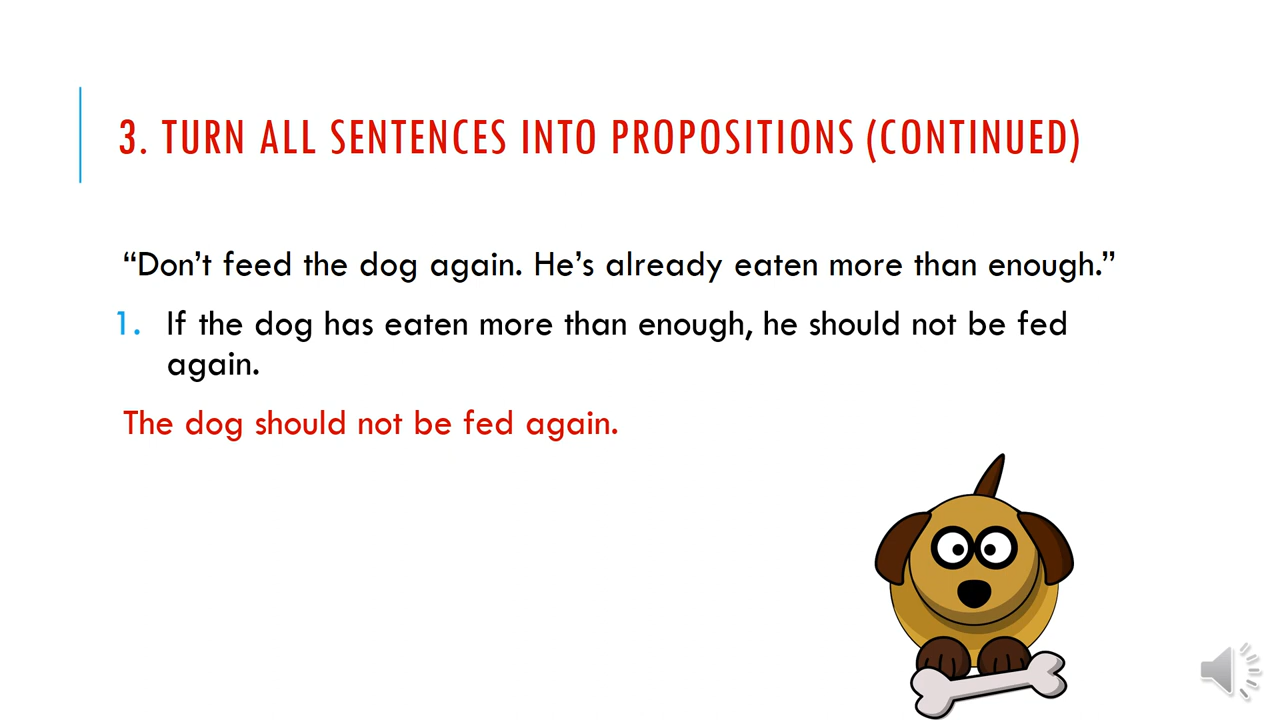 3. TURN ALL SENTENCES INTO PROPOSITIONS (CONTINUED)
“Don’t feed the dog again. He’s already eaten more than enough.”
1. If the dog has eaten more than enough, he should not be fed
again.
The dog should not be fed again.